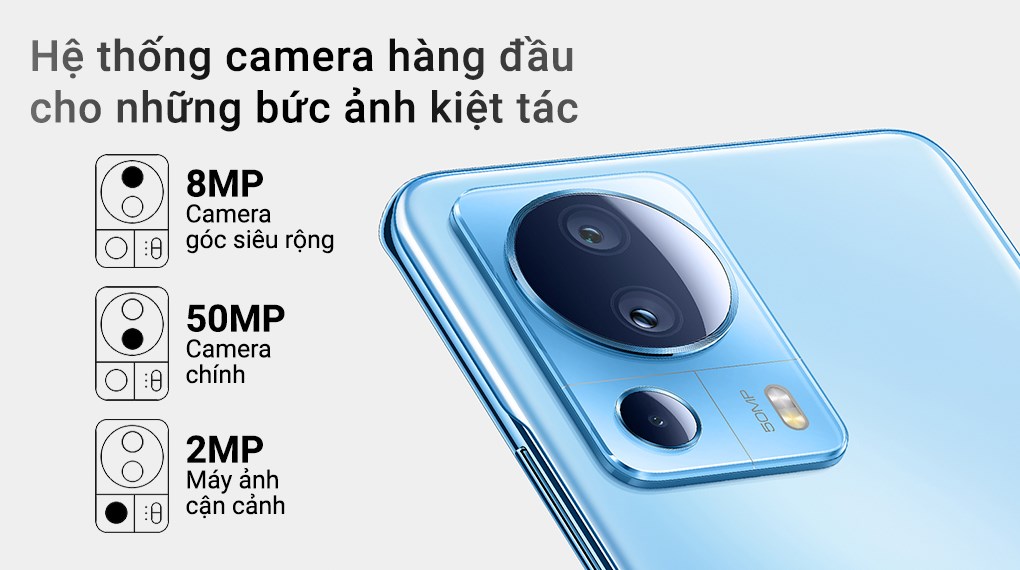 Hệ thống camera hàng đầu
cho những bức ảnh kiệt tác
8MP
Camera
góc siêu rộng
50MP
Camera
chính
2MP
Máy ảnh
cận cảnh
50MP